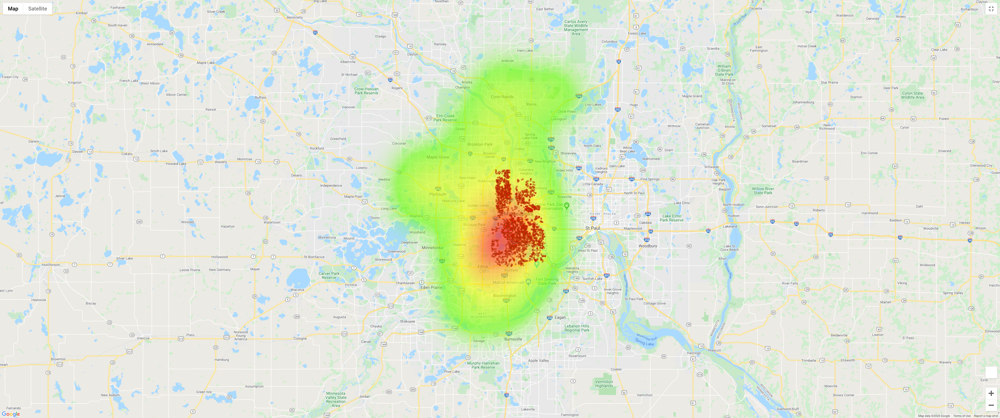 Map Satellite
Kimball
Fairhaven
South Haven
Silver Creek
Annandale
Monticello
Big Lake
Nowthen
East Bethel
Clayton
Richardson
Osceola
Nye
Wanderoos
Deronda
Amery
Otsego
Ramsey
Dayton
Ham Lake
Carlos Avery
State Wildlife
Management
Area
Forest Lake
Columbus
Scandia
East
Farmington
Horse Creek
Clear Lake
Maple Lake
Albertville
St Michael
Andover
Forest City
Kingston
French Lake
West Albion
Albion Center
Buffalo
Crow-Hassan
Park Reserve
Rogers
Anoka
Champlin
Coon Rapids
Blaine
Lino Lakes
Circle Pines
Lexington
Hugo
Maple Island
William
O'Brien
State Park
Marine on
St Croix
Star Prairie
Deer Park
Stanton
Cylon State
Wildlife Area
Johannesburg
Rassat
Hanover
Elm Creek
Park Reserve
Osseo
Spring
Lake Park
Withrow
Carnelian
Junction
Arcola
Somerset
New
Richmond
Forest
Cylon
Darwin
Dassel
Cokato
Smith Lake
Howard Lake
Waverly
Montrose
Rockford
Greenfield
Corcoran
Maple Grove
Brooklyn Park
Brooklyn
Center
Fridley
New Brighton
Shoreview
North Oaks
White
Bear Lake
Grant
Mahtomedi
Stillwater
Boardman
Erin Corner
Emerald
Glenwood City
Loretto
Delano
Medina
Independence
Maple Plain
Plymouth
New Hope
Robbinsdale
Columbia
Heights
Arden Hills
Vadnais
Heights
Gem Lake
Little Canada
Pine Springs
Oak Park
Heights
Bayport
Willow River
State Park
Jennie
Medicine Lake
Golden Valley
Roseville
North St Paul
Lake Elmo
North Hudson
Hudson
Sono Junction
Roberts
Hammond
Dahl
Long Lake
Wayzata
Orono
Minneapolis
Como Park Zoo
Conservatory
PAYNE PHALEN
Lake Elmo
Park Reserve
Oakdale
Winsted
Hazelton
Watertown
Minnetrista
Mound
Woodland
Deephaven
St Louis Park
St Paul
Maplewood
Lakeland
Baldwin
Woodville
Hersey
Wilson
Greenwood
Minnetonka
Hopkins
West St Paul
Woodbury
Lake St
Croix Beach
Afton
Hutchinson
Silver Lake
Lester Prairie
Hollywood
New Germany
Mayer
St Bonifacius
Shorewood
Edina
Richfield
Mendota
Heights
Sunfish Lake
Wildwood
Carver Park
Reserve
Victoria
Chanhassen
Eden Prairie
Mall of America®
Fort Snelling
State Park
Inver Grove
Heights
St Paul Park
Cottage Grove
River Falls
Viking
Martell
Spring Valley
Heatwole
Biscay
Waconia
Bloomington
WEST
BLOOMINGTON
Augusta
Chaska
Shakopee
Eagan
Lebanon Hills
Regional Park
Glencoe
Plato
Norwood
Young
America
Cologne
Carver
Savage
Burnsville
Spring Lake
Mississippi River
Hastings
Prescott
Beldenville
Lawton
El Paso
Elmwood
Brownton
Hamburg
Murphy-Hanrehan
Park Reserve
Prior Lake
Apple Valley
Rosemount
Coates
Trimbelle
Ellsworth
Waverly
Exile
New Auburn
Green Isle
Assumption
Minnesota
Valley State
Recreation
Area
Jordan
Vermillion
Highlands
Vermillion
Moeville
Snows Corner
Fernando
Lakeville
Farmington
Diamond Bluff
MINNESOTA
WISCONSIN
Google
Map data ©2020 Google Terms of Use Report a map error